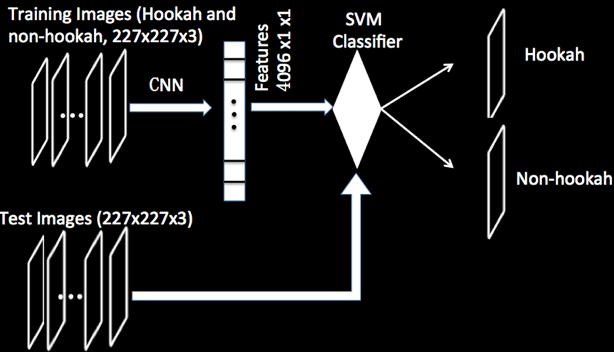 Training Images (Hookah and
non-hookah, 227x227x3)
CNN
Features
4096 x1 x1
SVM
Classifier
Hookah
Non-hookah
Test Images (227x227x3)